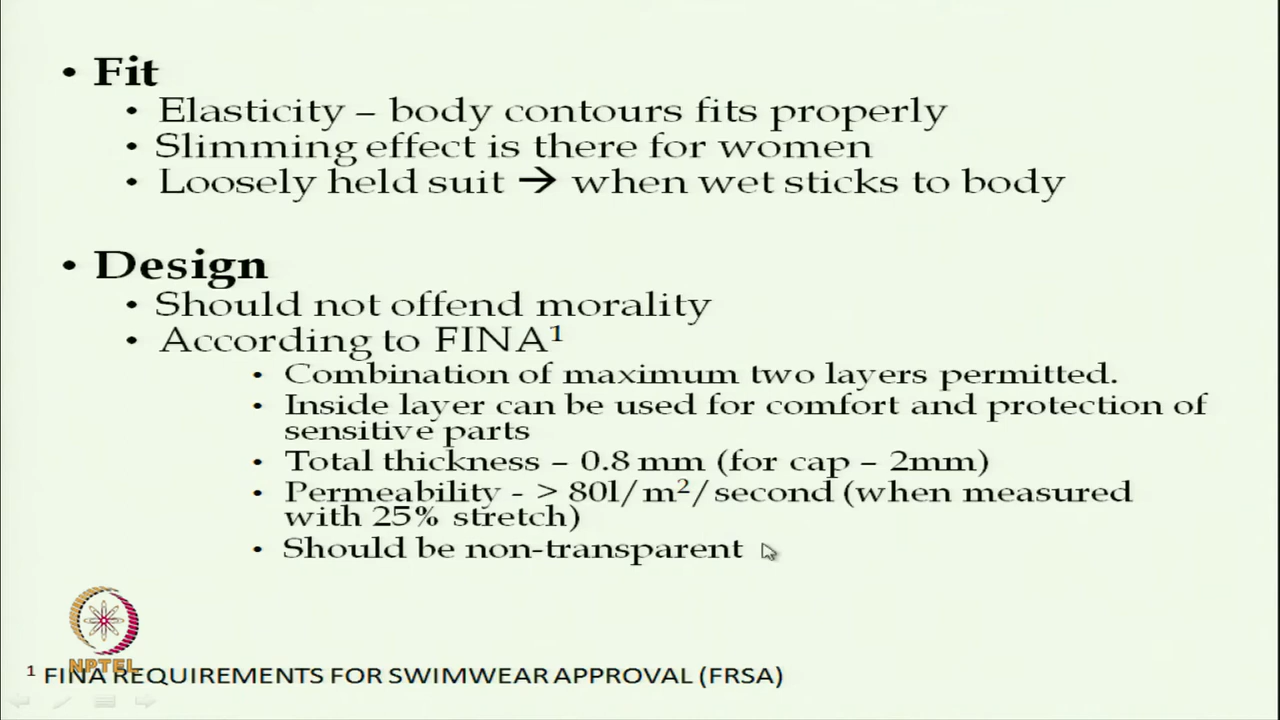 • Fit
• Elasticity – body contours fits properly
• Slimming effect is there for women
• Loosely held suit → when wet sticks to body
• Design
• Should not offend morality
• According to FINA¹
• Combination of maximum two layers permitted.
• Inside layer can be used for comfort and protection of
sensitive parts
• Total thickness – 0.8 mm (for cap – 2mm)
• Permeability - > 80l/m²/second (when measured
with 25% stretch)
• Should be non-transparent
NPTEL
¹ FINA REQUIREMENTS FOR SWIMWEAR APPROVAL (FRSA)